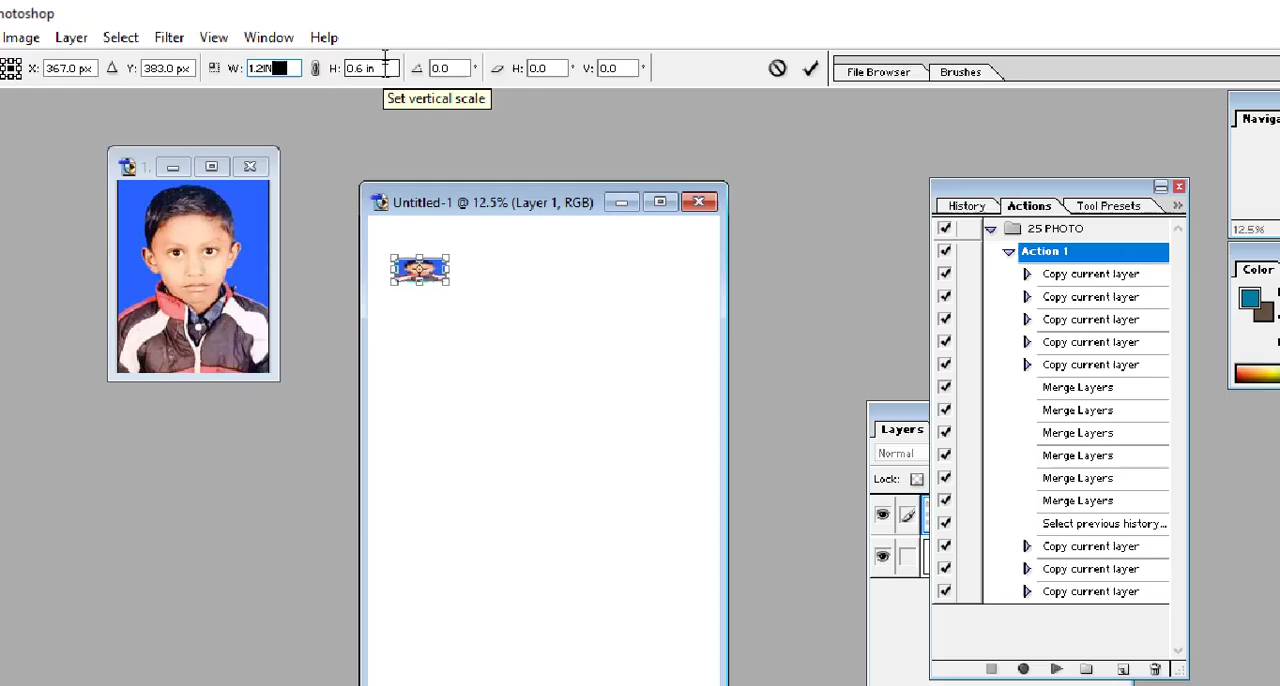 hotoshop
Image Layer Select Filter View Window Help
X: 367.0 px Y: 383.0 px W: 1.2IN H: 0.6 in 0.0 ° H: 0.0 ° V: 0.0 °
File Browser Brushes
Set vertical scale
Naviga
1.
Untitled-1 @ 12.5% (Layer 1, RGB)
History Actions Tool Presets
25 PHOTO
12.5%
Action 1
Color
Copy current layer
Copy current layer
Copy current layer
Copy current layer
Copy current layer
Merge Layers
Merge Layers
Layers
Merge Layers
Normal
Merge Layers
Lock:
Merge Layers
Merge Layers
Select previous history...
Copy current layer
Copy current layer
Copy current layer